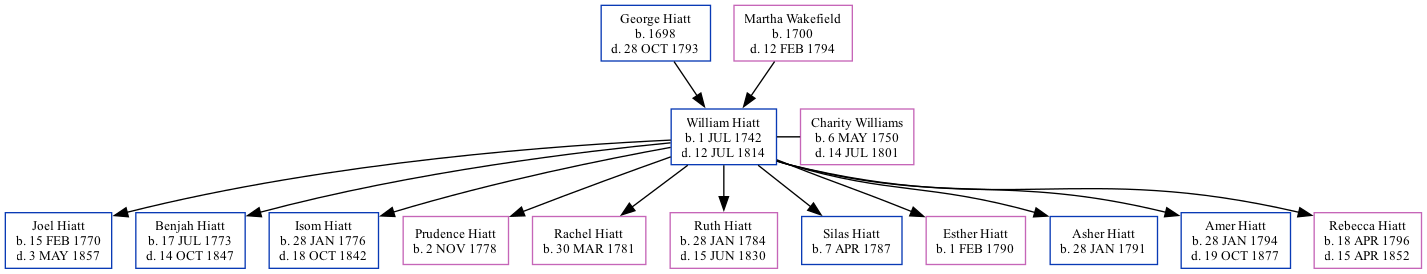 George Hiatt
b. 1698
d. 28 OCT 1793
Martha Wakefield
b. 1700
d. 12 FEB 1794
William Hiatt
b. 1 JUL 1742
d. 12 JUL 1814
Charity Williams
b. 6 MAY 1750
d. 14 JUL 1801
Joel Hiatt
b. 15 FEB 1770
d. 3 MAY 1857
Benjah Hiatt
b. 17 JUL 1773
d. 14 OCT 1847
Isom Hiatt
b. 28 JAN 1776
d. 18 OCT 1842
Prudence Hiatt
b. 2 NOV 1778
Rachel Hiatt
b. 30 MAR 1781
Ruth Hiatt
b. 28 JAN 1784
d. 15 JUN 1830
Silas Hiatt
b. 7 APR 1787
Esther Hiatt
b. 1 FEB 1790
Asher Hiatt
b. 28 JAN 1791
Amer Hiatt
b. 28 JAN 1794
d. 19 OCT 1877
Rebecca Hiatt
b. 18 APR 1796
d. 15 APR 1852